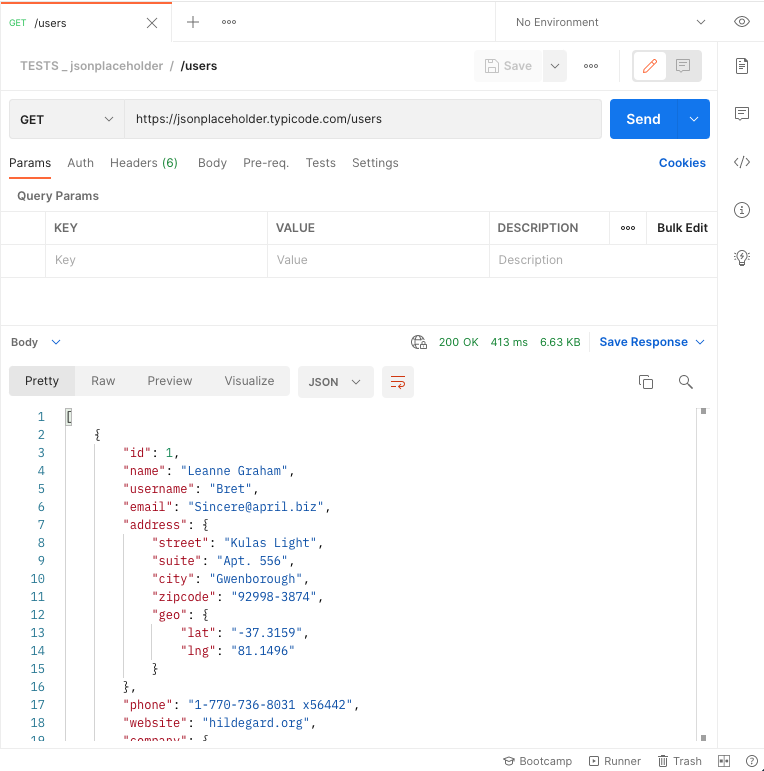 GET /users No Environment
TESTS _ jsonplaceholder / /users Save
GET https://jsonplaceholder.typicode.com/users Send
Params Auth Headers (6) Body Pre-req. Tests Settings Cookies
Query Params
KEY VALUE DESCRIPTION Bulk Edit
Key Value Description
Body 200 OK 413 ms 6.63 KB Save Response
Pretty Raw Preview Visualize JSON
1 [
2 {
3 "id": 1,
4 "name": "Leanne Graham",
5 "username": "Bret",
6 "email": "Sincere@april.biz",
7 "address": {
8 "street": "Kulas Light",
9 "suite": "Apt. 556",
10 "city": "Gwenborough",
11 "zipcode": "92998-3874",
12 "geo": {
13 "lat": "-37.3159",
14 "lng": "81.1496"
15 }
16 },
17 "phone": "1-770-736-8031 x56442",
18 "website": "hildegard.org",
19 "company": {
Bootcamp Runner Trash